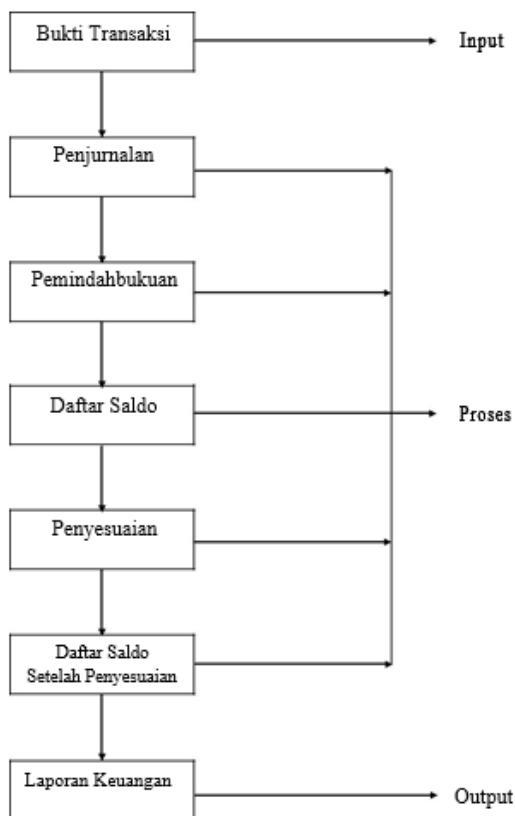 Bukti Transaksi
Input
Penjurnalan
Pemindahbukuan
Daftar Saldo
Proses
Penyesuaian
Daftar Saldo
Setelah Penyesuaian
Laporan Keuangan
Output